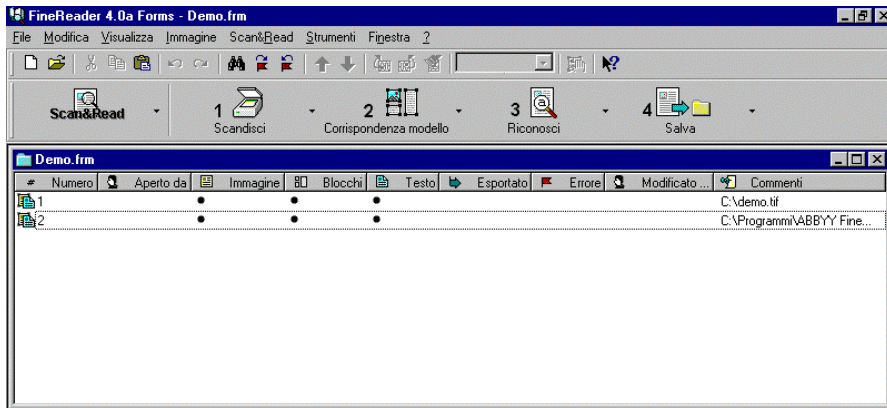 FineReader 4.0a Forms - Demo.frm
File Modifica Visualizza Immagine Scan&Read Strumenti Finestra ?
Scan&Read 1 Scandisci 2 Corrispondenza modello 3 Riconosci 4 Salva
Demo.frm
# Numero Aperto da Immagine Blocchi Testo Esportato Errore Modificato ... Commenti
1 C:\demo.tif
2 C:\Programmi\ABBYY Fine...